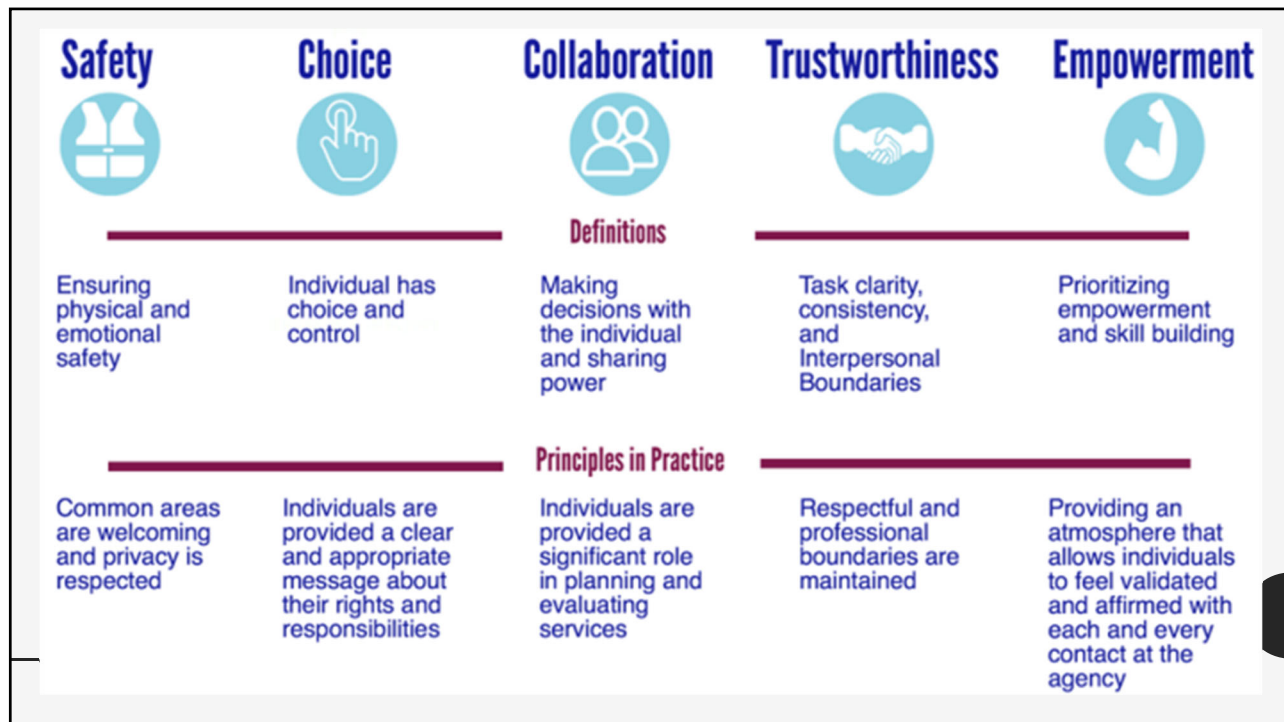 Safety
Choice
Collaboration
Trustworthiness
Empowerment
Definitions
Ensuring
physical and
emotional
safety
Individual has
choice and
control
Making
decisions with
the individual
and sharing
power
Task clarity,
consistency,
and
Interpersonal
Boundaries
Prioritizing
empowerment
and skill building
Principles in Practice
Common areas
are welcoming
and privacy is
respected
Individuals are
provided a clear
and appropriate
message about
their rights and
responsibilities
Individuals are
provided a
significant role
in planning and
evaluating
services
Respectful and
professional
boundaries are
maintained
Providing an
atmosphere that
allows individuals
to feel validated
and affirmed with
each and every
contact at the
agency